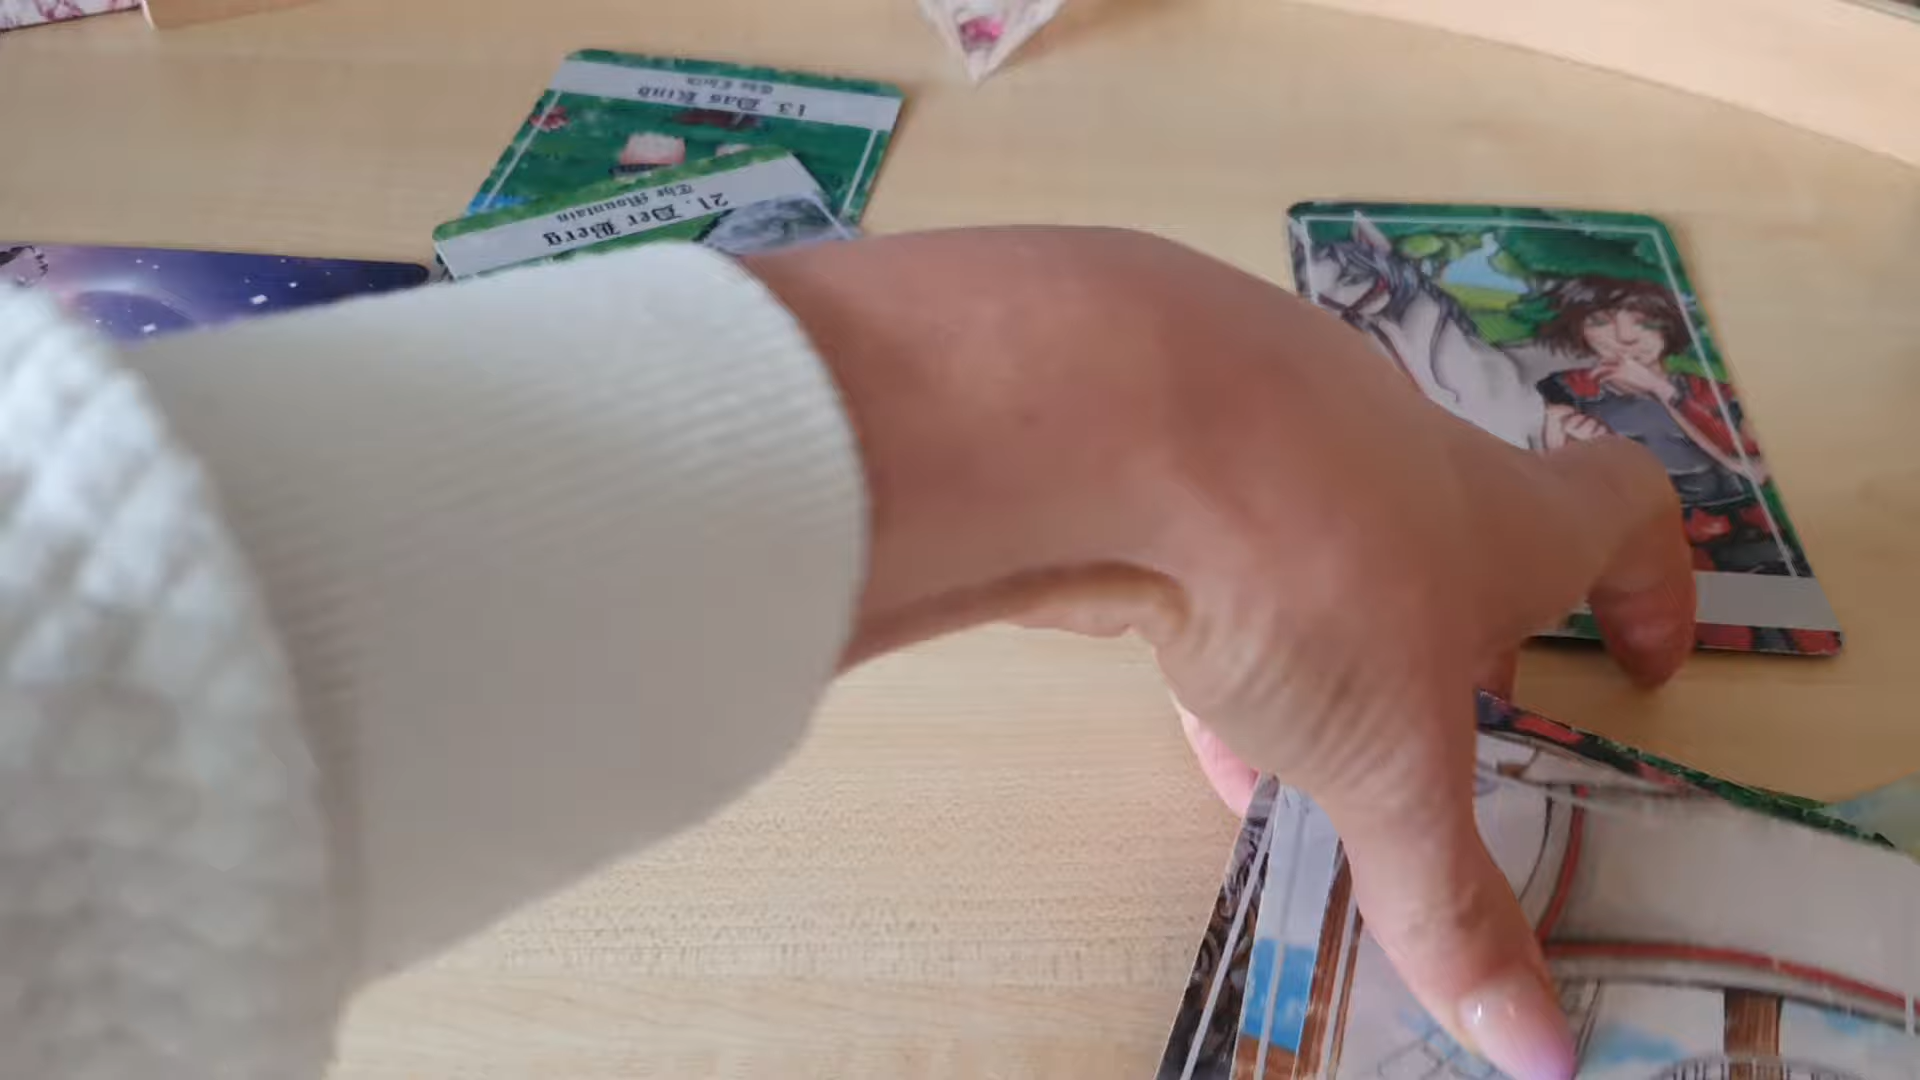 13. Das Kind
The Child
21. Der Berg
The Mountain